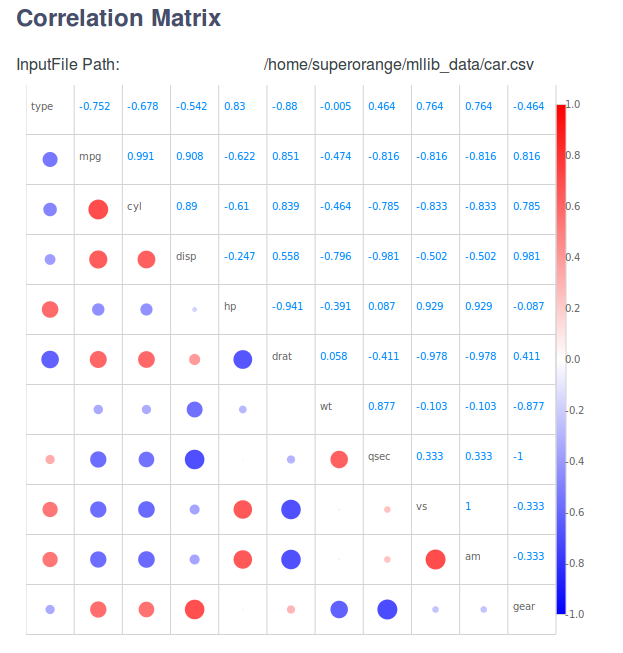 Correlation Matrix
InputFile Path: /home/superorange/mllib_data/car.csv
type -0.752 -0.678 -0.542 0.83 -0.88 -0.005 0.464 0.764 0.764 -0.464
1.0
mpg 0.991 0.908 -0.622 0.851 -0.474 -0.816 -0.816 -0.816 0.816
0.8
cyl 0.89 -0.61 0.839 -0.464 -0.785 -0.833 -0.833 0.785
0.6
disp -0.247 0.558 -0.796 -0.981 -0.502 -0.502 0.981
0.4
hp -0.941 -0.391 0.087 0.929 0.929 -0.087
0.2
drat 0.058 -0.411 -0.978 -0.978 0.411
0.0
wt 0.877 -0.103 -0.103 -0.877
-0.2
qsec 0.333 0.333 -1
-0.4
vs 1 -0.333
-0.6
am -0.333
-0.8
gear
-1.0